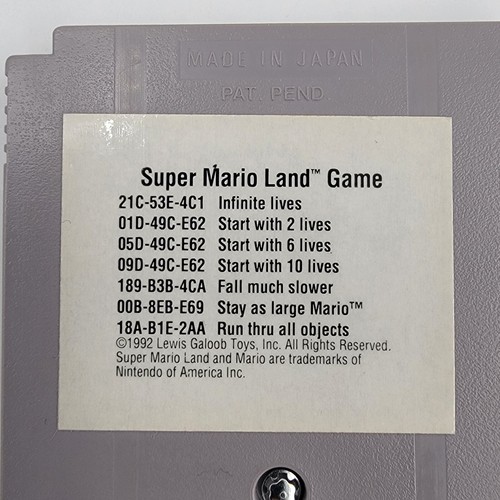 MADE IN JAPAN
PAT. PEND.
Super Mario Land™ Game
21C-53E-4C1 Infinite lives
01D-49C-E62 Start with 2 lives
05D-49C-E62 Start with 6 lives
09D-49C-E62 Start with 10 lives
189-B3B-4CA Fall much slower
00B-8EB-E69 Stay as large Mario™
18A-B1E-2AA Run thru all objects
©1992 Lewis Galoob Toys, Inc. All Rights Reserved.
Super Mario Land and Mario are trademarks of
Nintendo of America Inc.